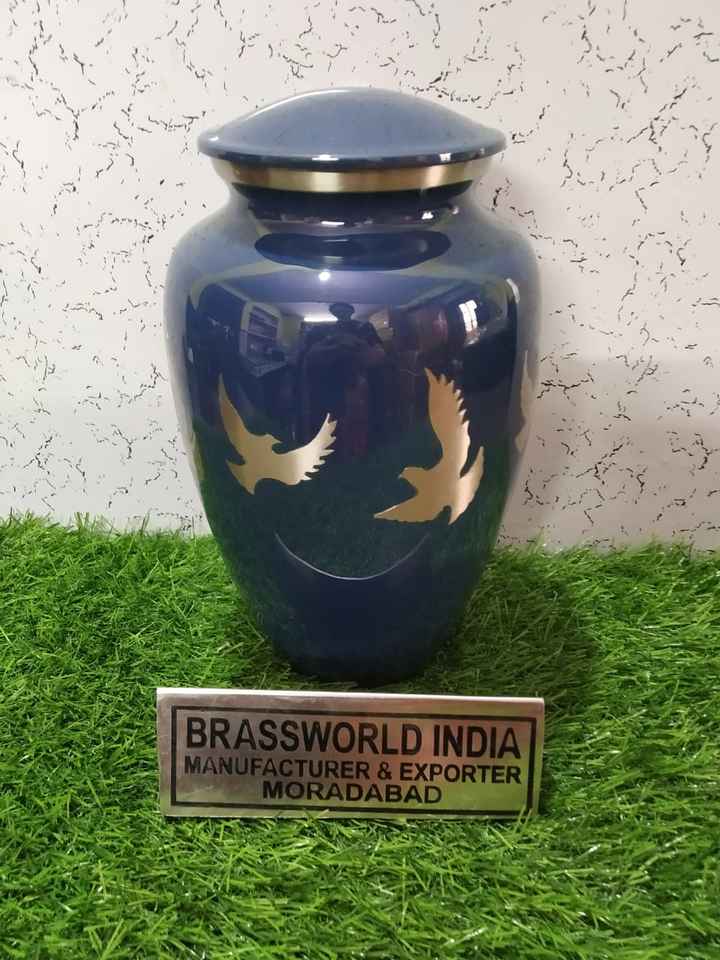 BRASSWORLD INDIA
MANUFACTURER & EXPORTER
MORADABAD